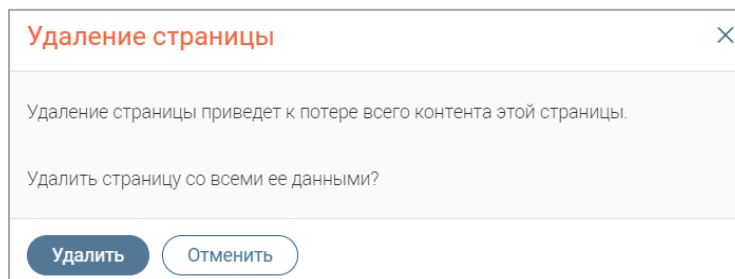 Удаление страницы
Удаление страницы приведет к потере всего контента этой страницы.
Удалить страницу со всеми ее данными?
Удалить Отменить